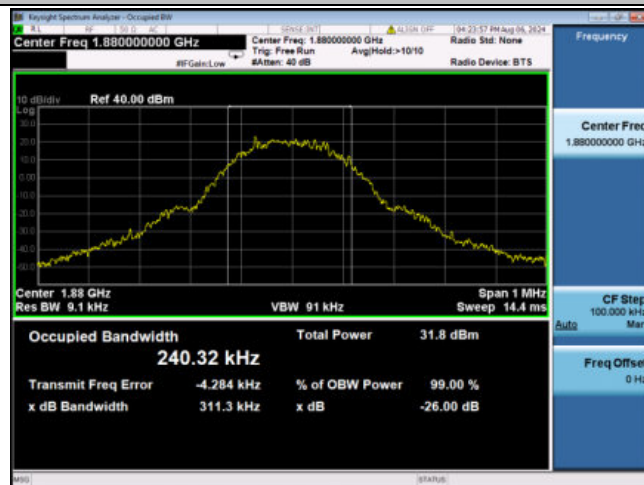 Keysight Spectrum Analyzer - Occupied BW
RL RF 50 Ω AC SENSE:INT ALIGN OFF 04:23:57 PM Aug 06, 2024
Center Freq 1.880000000 GHz
Center Freq: 1.880000000 GHz
Radio Std: None
Trig: Free Run Avg|Hold:>10/10
#IFGain:Low #Atten: 40 dB Radio Device: BTS
Frequency
10 dB/div Ref 40.00 dBm
Log
30.0
20.0
10.0
0.00
-10.0
-20.0
-30.0
-40.0
-50.0
Center 1.88 GHz Span 1 MHz
Res BW 9.1 kHz VBW 91 kHz Sweep 14.4 ms
Center Freq
1.880000000 GHz
CF Step
100.000 kHz
Auto Man
Freq Offset
0 Hz
Occupied Bandwidth Total Power 31.8 dBm
240.32 kHz
Transmit Freq Error -4.284 kHz % of OBW Power 99.00 %
x dB Bandwidth 311.3 kHz x dB -26.00 dB
MSG STATUS